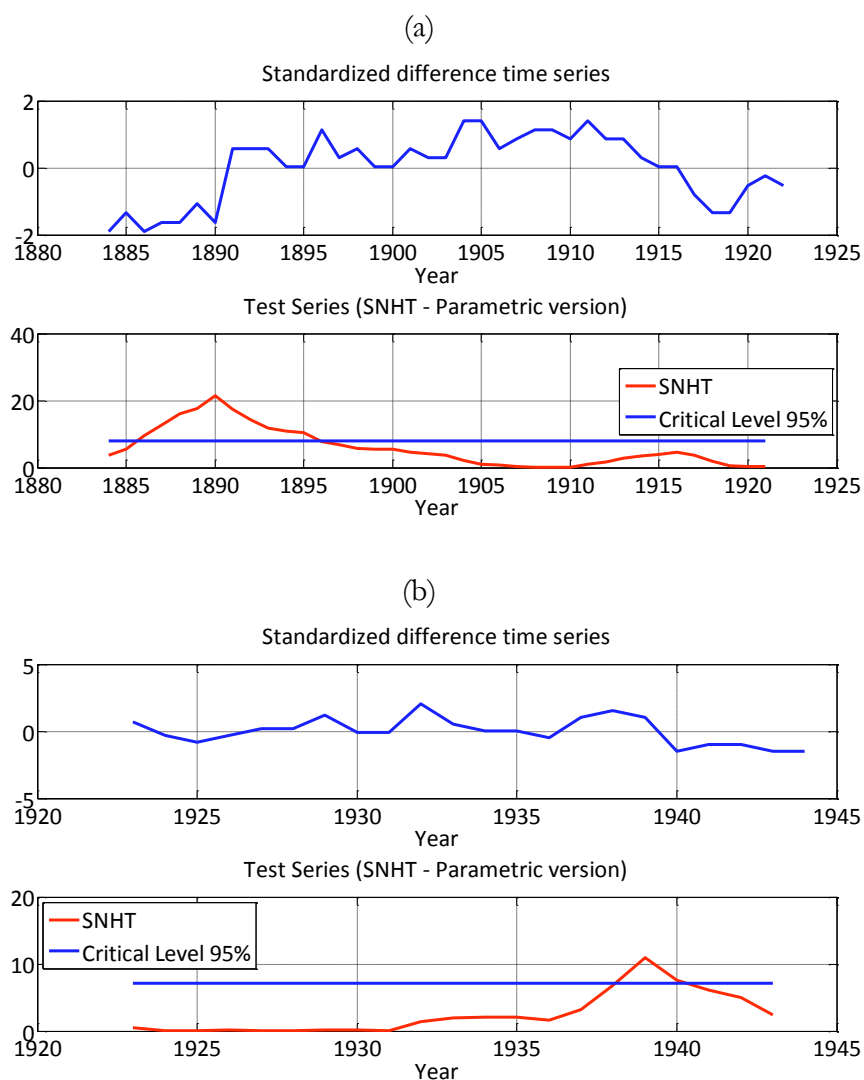 (a)
Standardized difference time series
2
0
-2
1880 1885 1890 1895 1900 1905 1910 1915 1920 1925
Year
Test Series (SNHT - Parametric version)
40
20
0
SNHT
Critical Level 95%
1880 1885 1890 1895 1900 1905 1910 1915 1920 1925
Year
(b)
Standardized difference time series
5
0
-5
1920 1925 1930 1935 1940 1945
Year
Test Series (SNHT - Parametric version)
20
10
0
SNHT
Critical Level 95%
1920 1925 1930 1935 1940 1945
Year